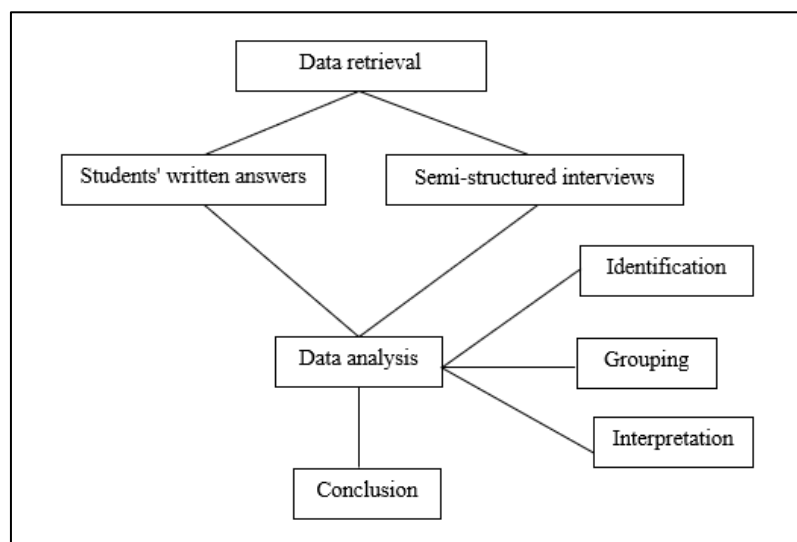 Data retrieval
Students' written answers
Semi-structured interviews
Identification
Data analysis
Grouping
Interpretation
Conclusion